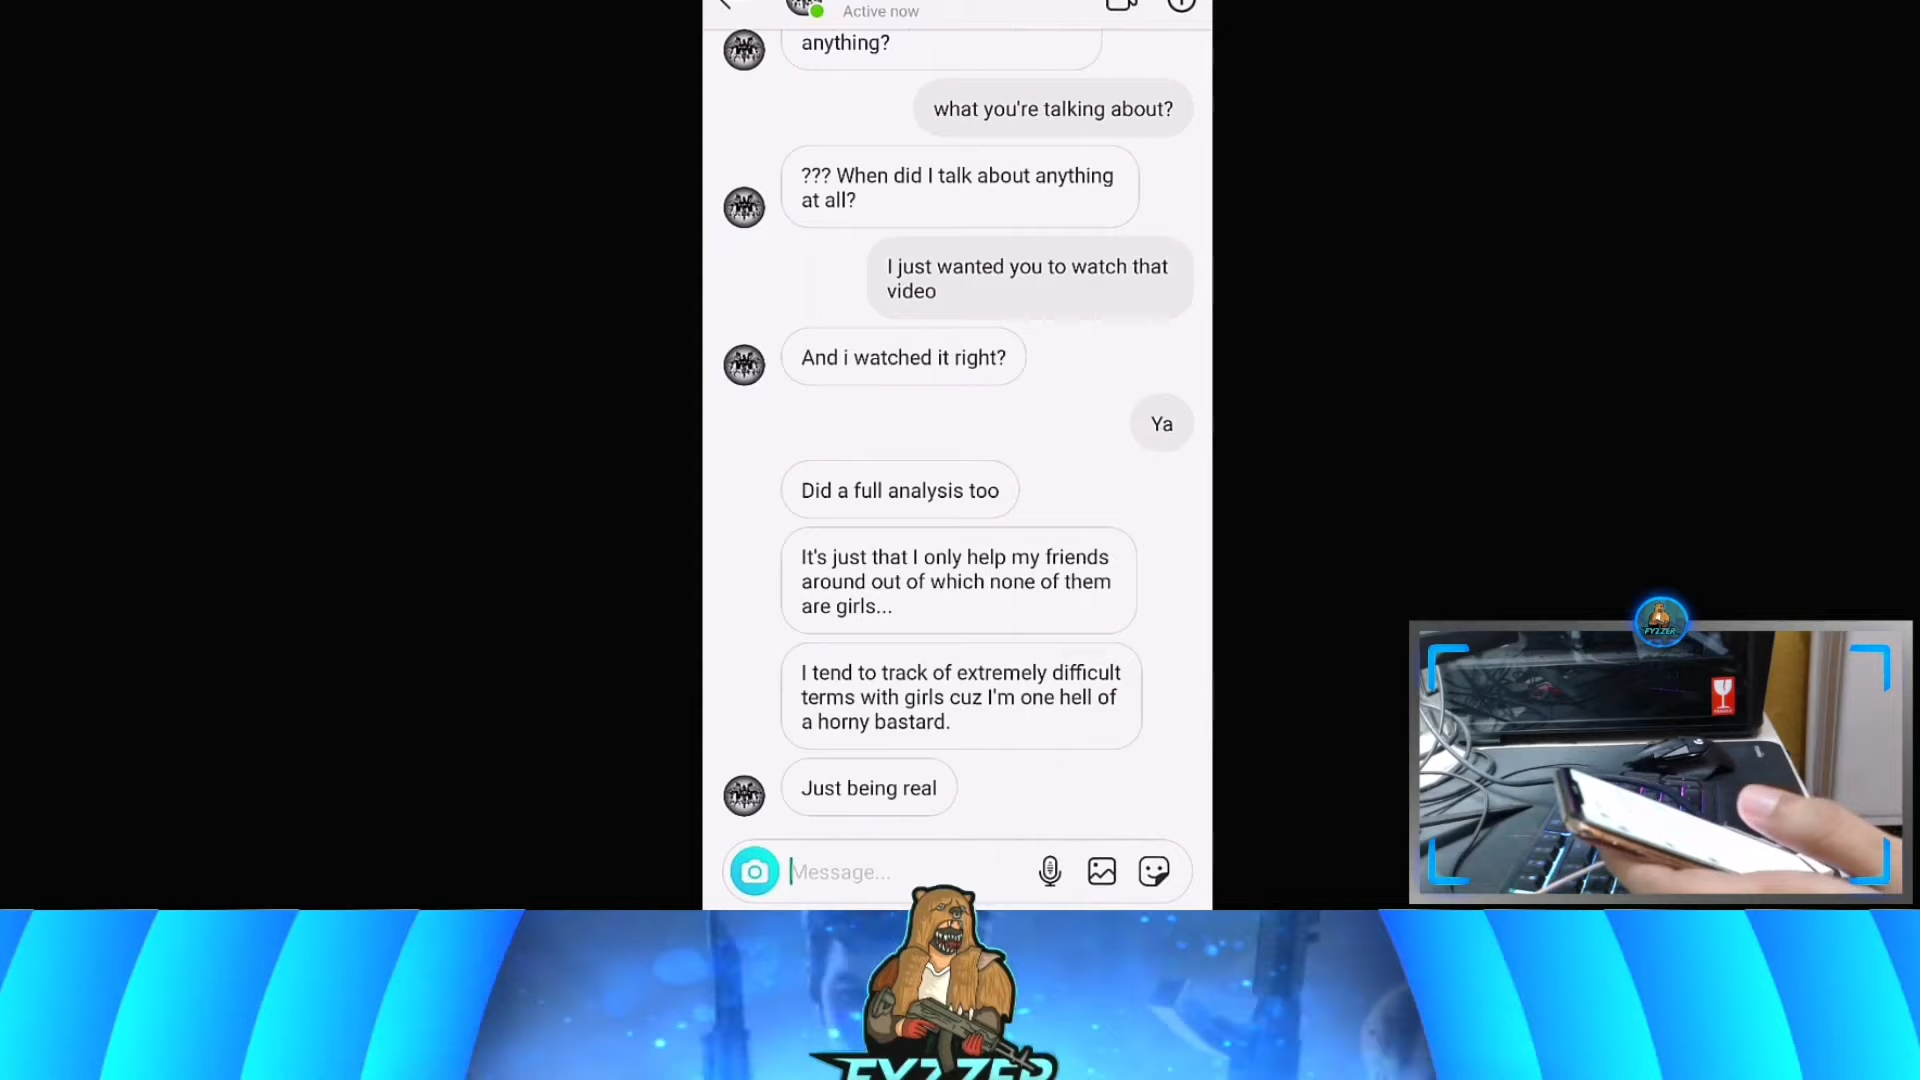 Active now
anything?
what you're talking about?
??? When did I talk about anything
at all?
I just wanted you to watch that
video
And i watched it right?
Ya
Did a full analysis too
It's just that I only help my friends
around out of which none of them
are girls...
I tend to track of extremely difficult
terms with girls cuz I'm one hell of
a horny bastard.
Just being real
Message...
FYZZER
FYZZER